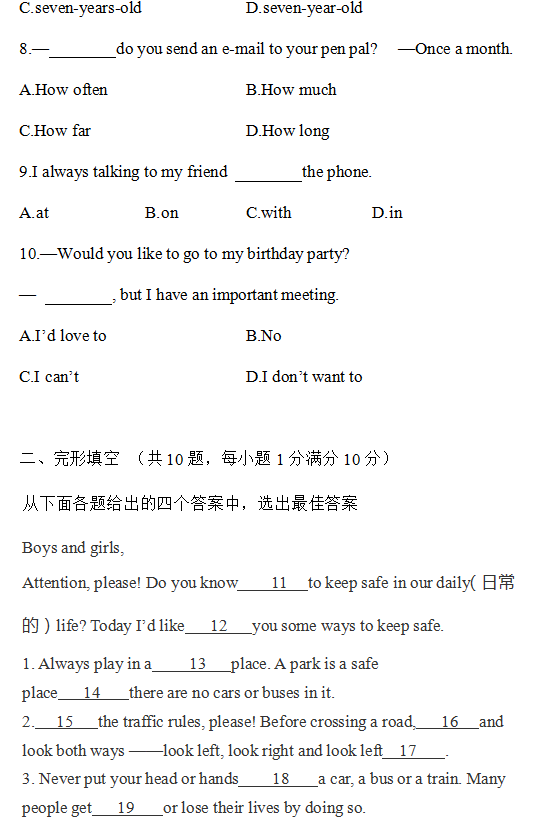 C.seven-years-old D.seven-year-old
8.—________do you send an e-mail to your pen pal? —Once a month.
A.How often B.How much
C.How far D.How long
9.I always talking to my friend ________the phone.
A.at B.on C.with D.in
10.—Would you like to go to my birthday party?
— ________, but I have an important meeting.
A.I’d love to B.No
C.I can’t D.I don’t want to
二、完形填空 （共 10 题，每小题 1 分满分 10 分）
从下面各题给出的四个答案中，选出最佳答案
Boys and girls,
Attention, please! Do you know____11___to keep safe in our daily( 日常
的 ) life? Today I’d like___12___you some ways to keep safe.
1. Always play in a____13___place. A park is a safe
place___14___there are no cars or buses in it.
2.___15___the traffic rules, please! Before crossing a road,___16___and
look both ways ——look left, look right and look left__17___.
3. Never put your head or hands____18___a car, a bus or a train. Many
people get___19___or lose their lives by doing so.